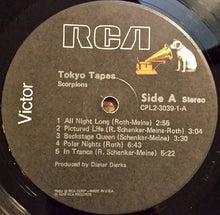 RCA
Tokyo Tapes
Scorpions
Side A Stereo
CPL2-3039-1-A
Victor
1 All Night Long (Roth-Meine) 2:55
2 Pictured Life (R. Schenker-Meine-Roth) 3:04
3 Backstage Queen (R. Schenker-Meine) 3:33
4 Polar Nights (Roth) 6:43
5 In Trance (R. Schenker-Meine) 5:22
Produced by Dieter Dierks